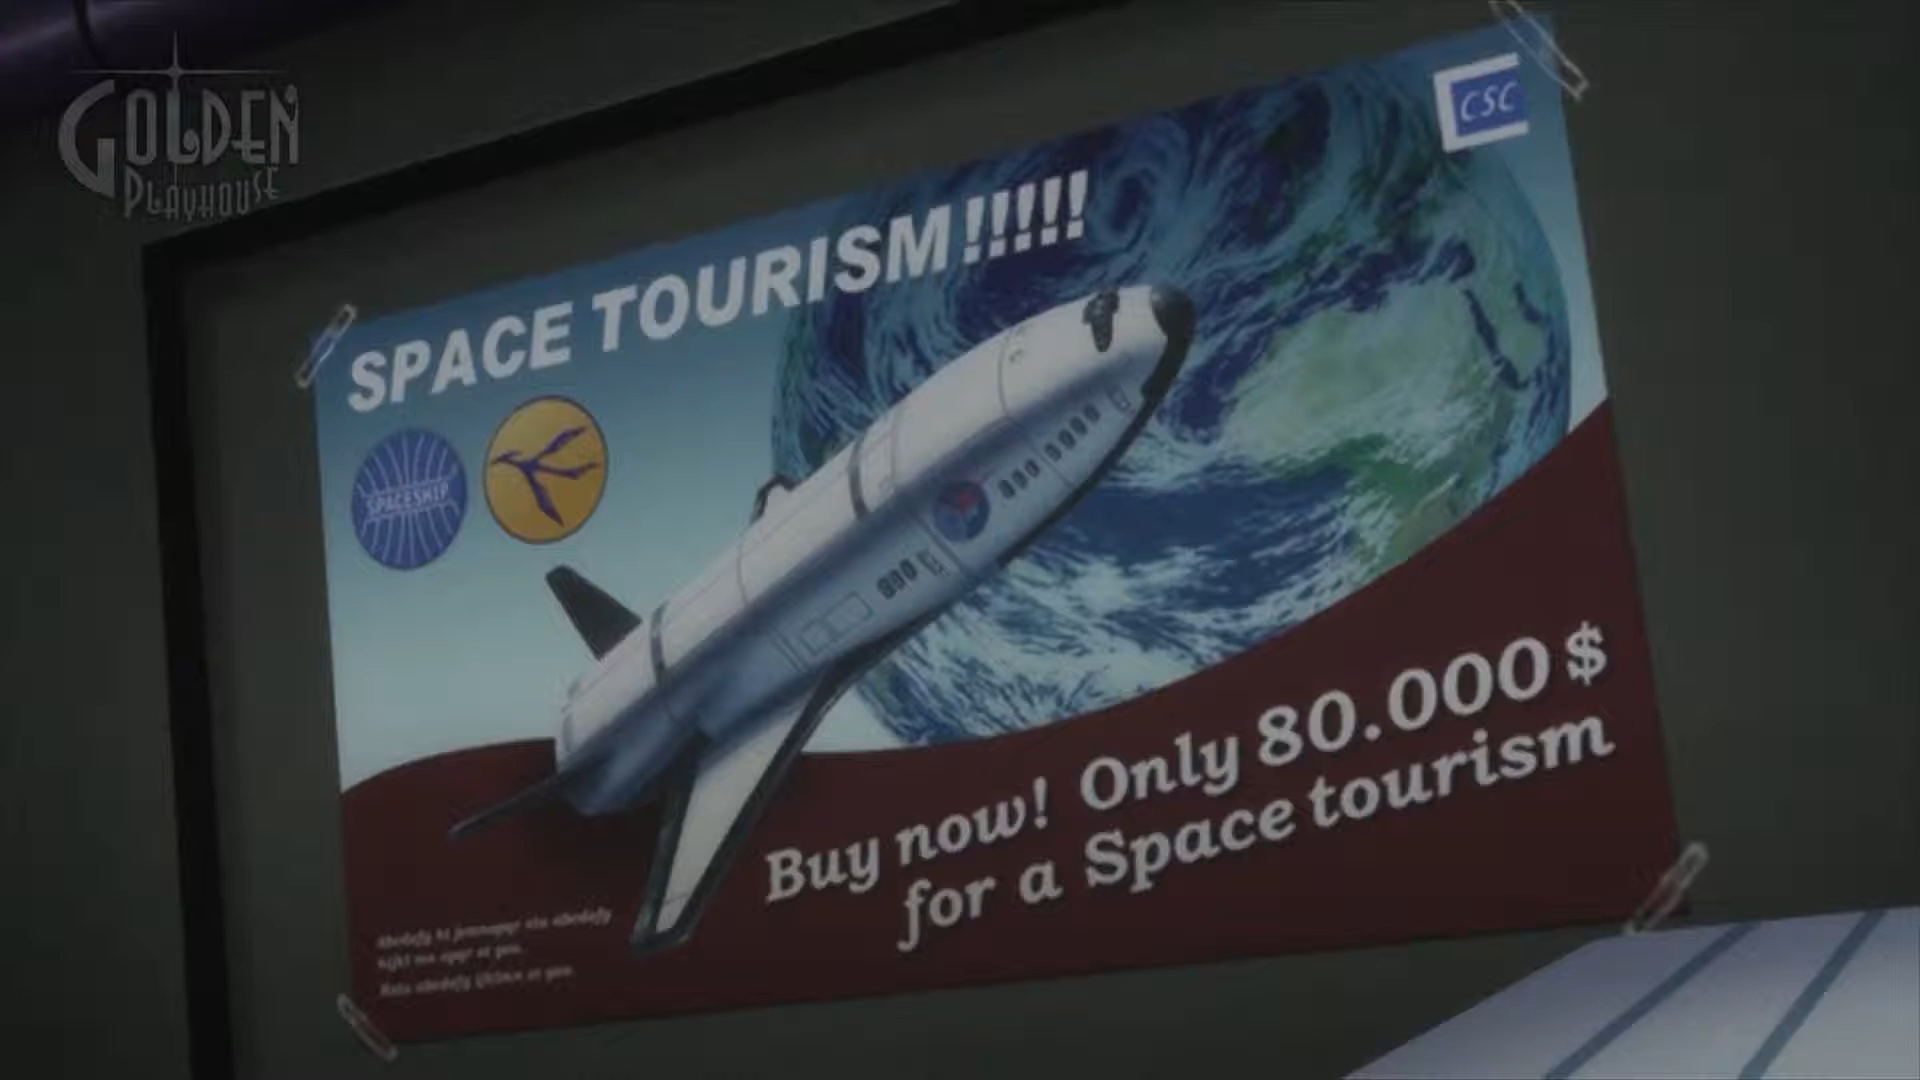 GOLDEN
PLAYHOUSE
CSC
SPACE TOURISM!!!!!
SPACESHIP
Buy now! Only 80.000 $
for a Space tourism